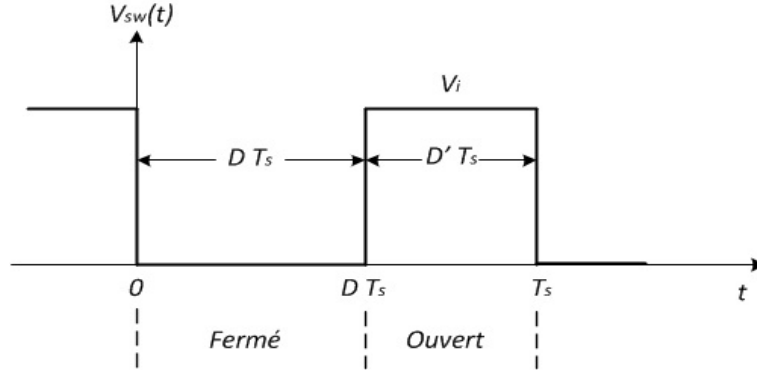 Vsw(t)
Vi
D Ts D' Ts
0 D Ts Ts t
Fermé Ouvert